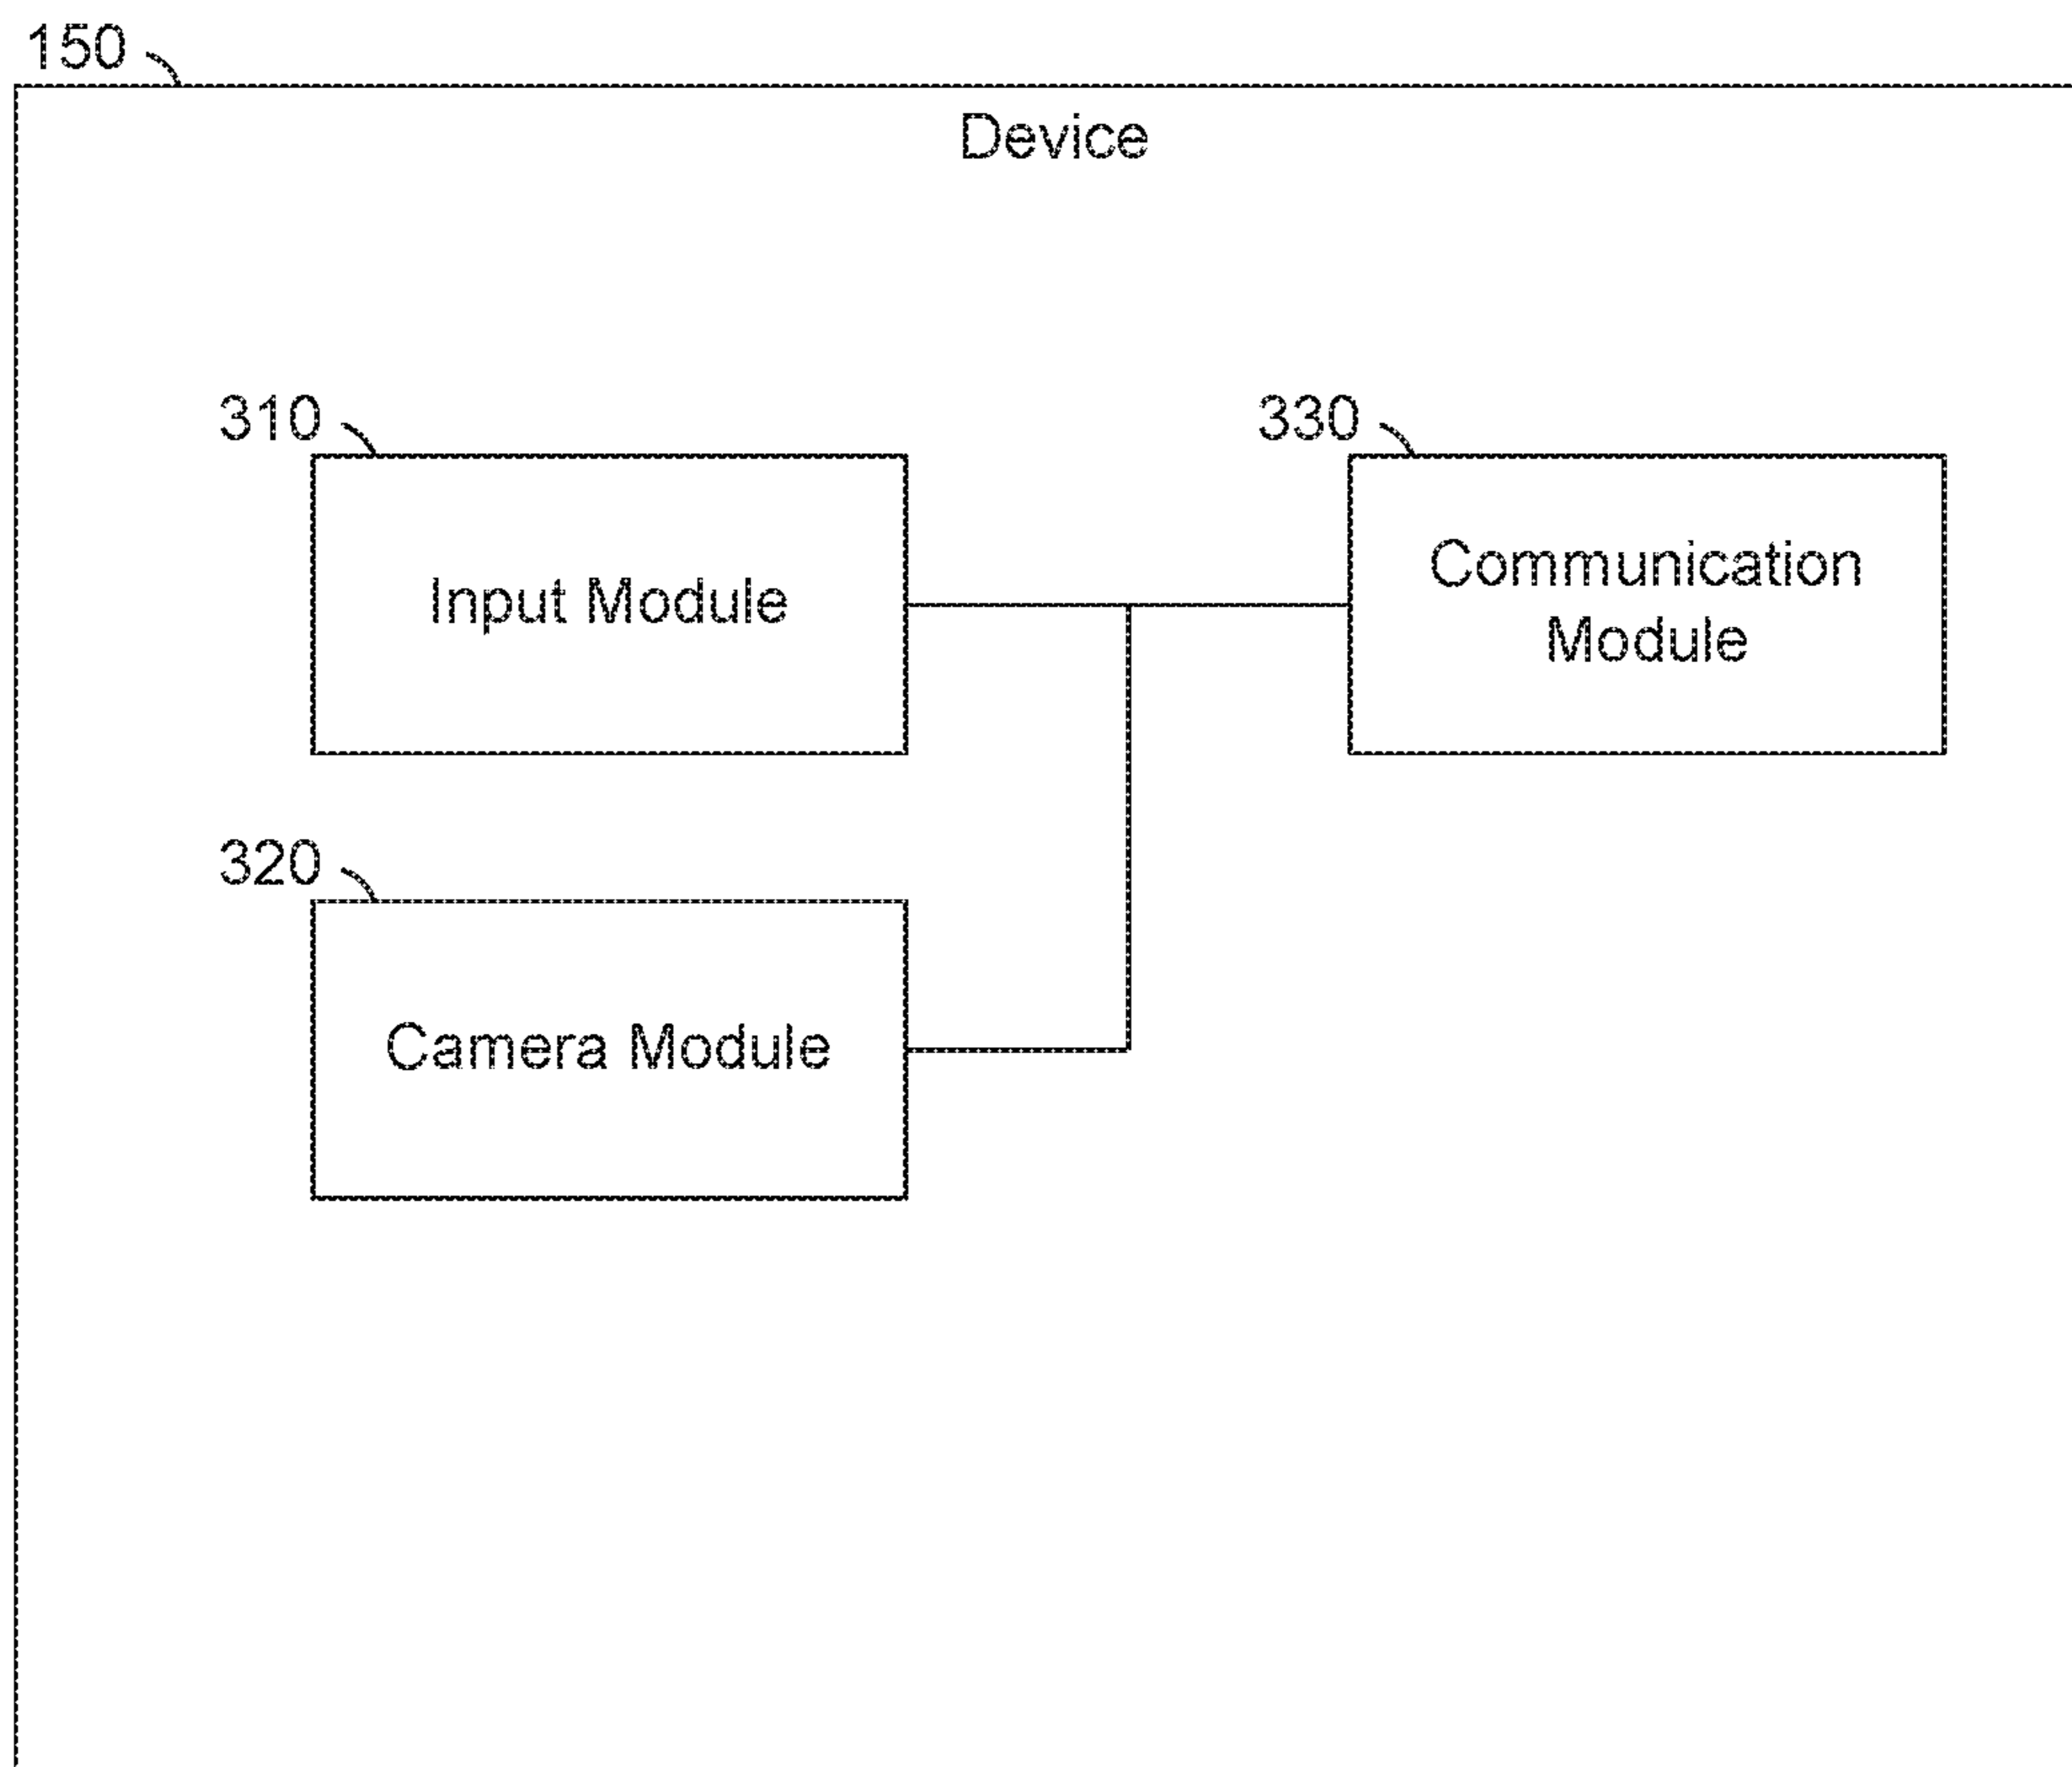 150
Device
310
330
Input Module
Communication
Module
320
Camera Module